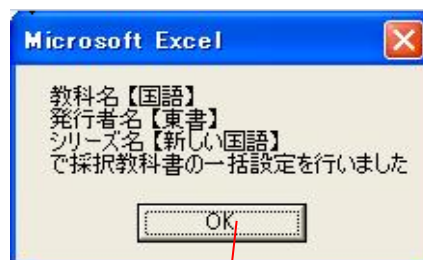 Microsoft Excel
教科名【国語】
発行者名【東書】
シリーズ名【新しい国語】
で採択教科書の一括設定を行いました
OK